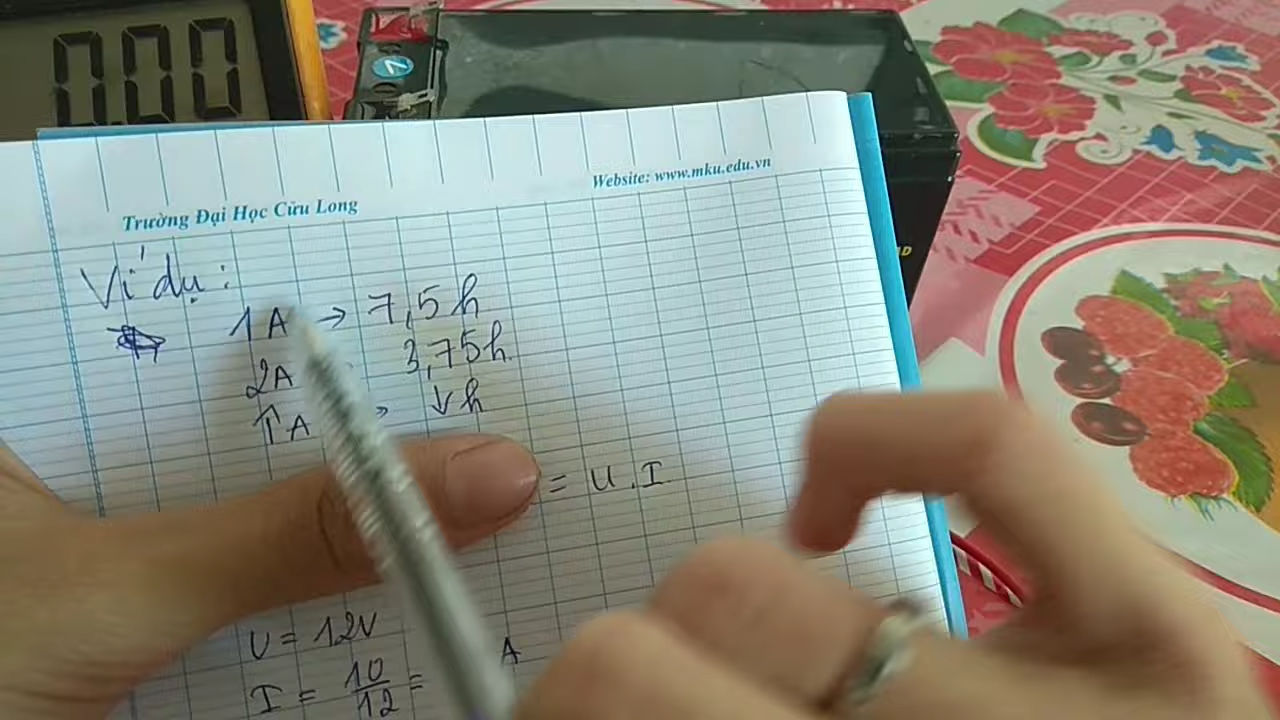 0.00
Website: www.mku.edu.vn
Trường Đại Học Cửu Long
Ví dụ:
1A → 7,5h
2A 3,75h
↑A → ↓h
= U.I
U = 12V
I = 10/12 = A